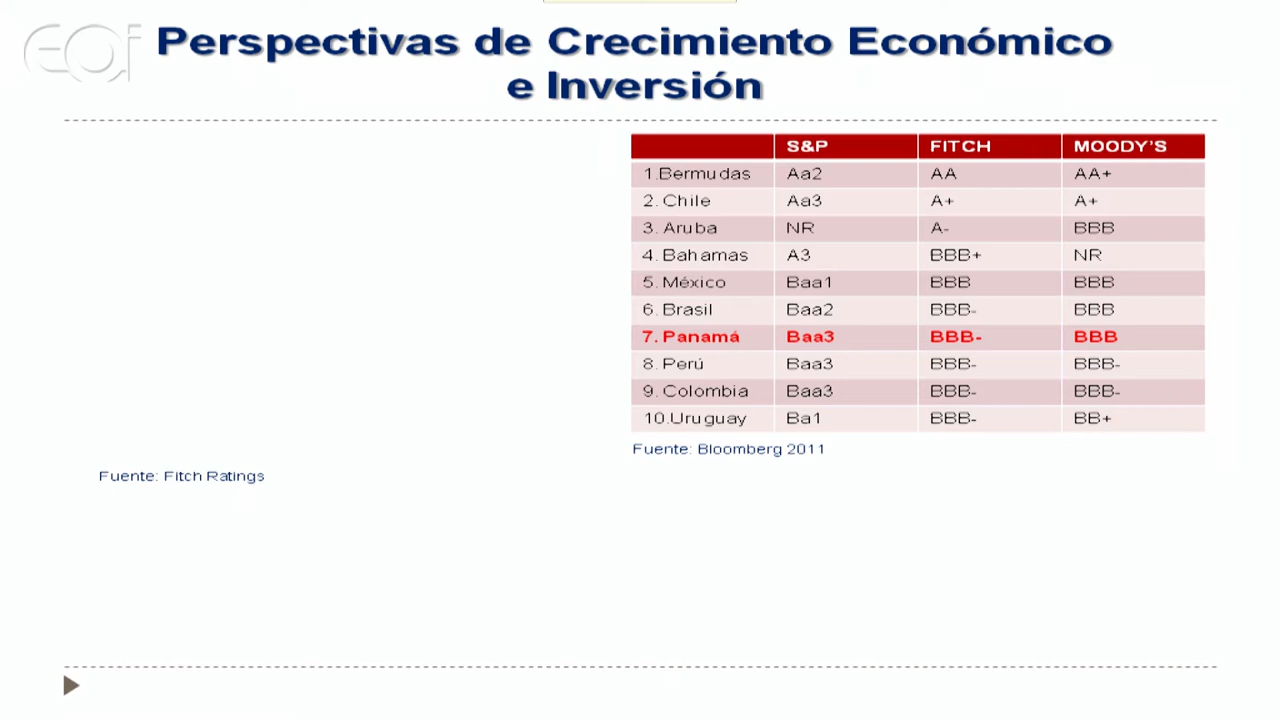 EOI
Perspectivas de Crecimiento Económico
e Inversión
S&P FITCH MOODY'S
1.Bermudas Aa2 AA AA+
2. Chile Aa3 A+ A+
3. Aruba NR A- BBB
4. Bahamas A3 BBB+ NR
5. México Baa1 BBB BBB
6. Brasil Baa2 BBB- BBB
7. Panamá Baa3 BBB- BBB
8. Perú Baa3 BBB- BBB-
9. Colombia Baa3 BBB- BBB-
10.Uruguay Ba1 BBB- BB+
Fuente: Bloomberg 2011
Fuente: Fitch Ratings